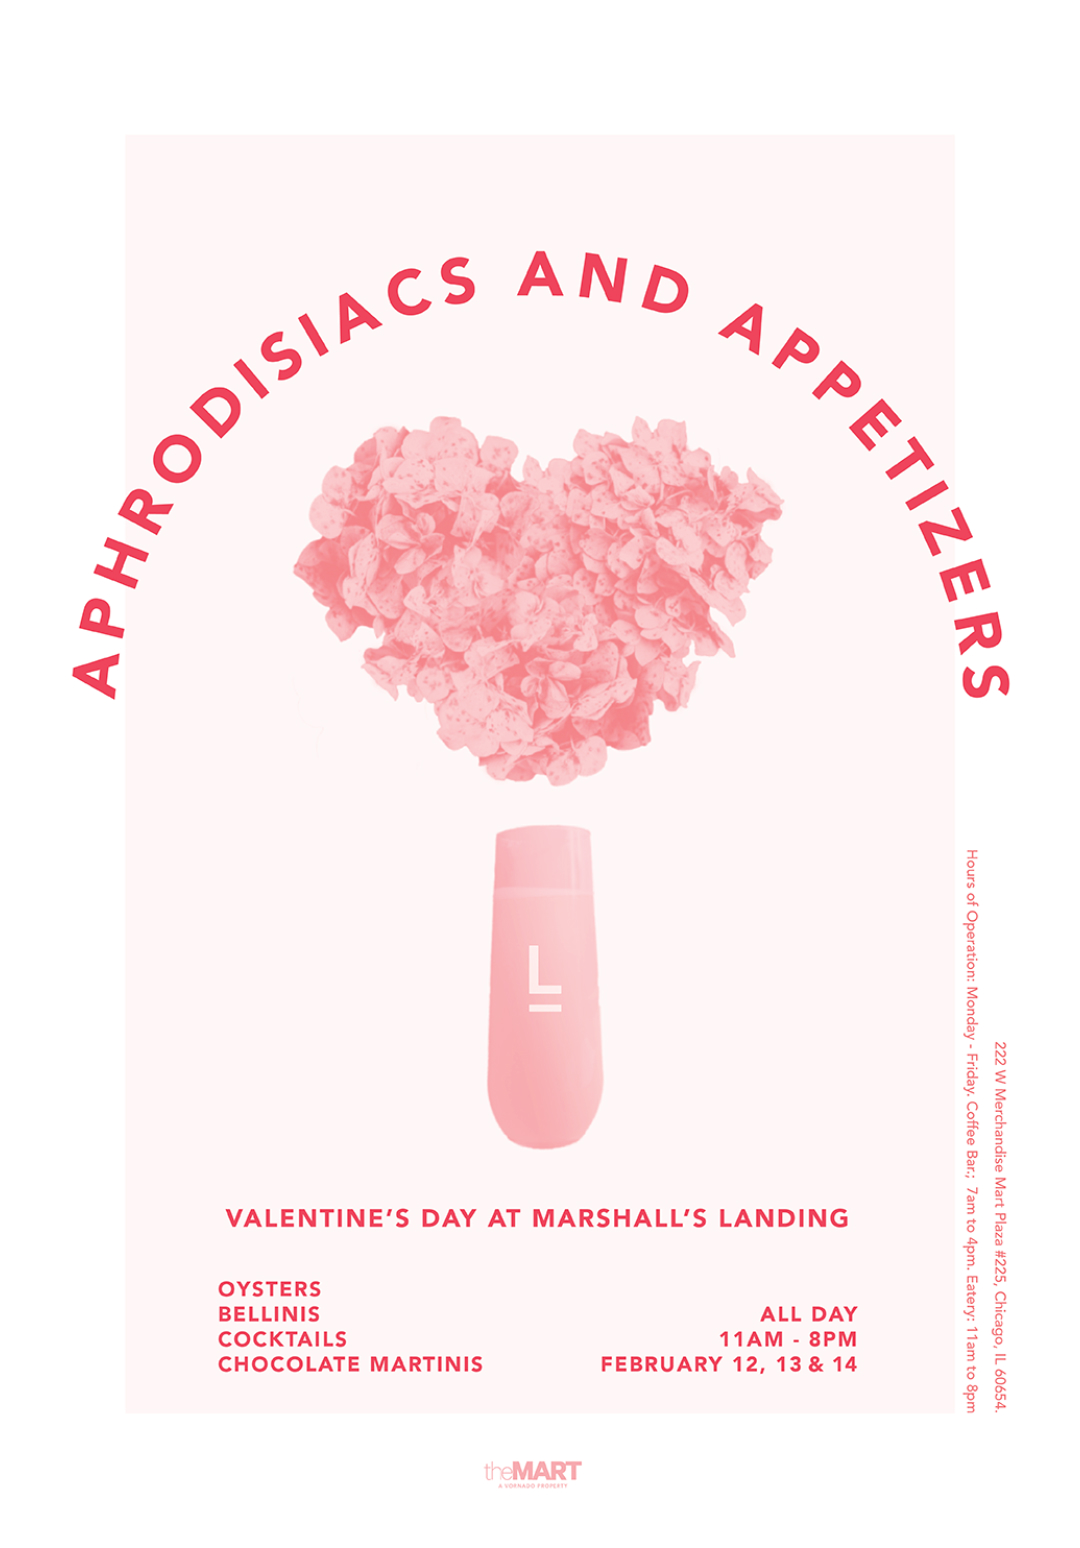 APHRODISIACS AND APPETIZERS
L
VALENTINE’S DAY AT MARSHALL’S LANDING
OYSTERS
BELLINIS
COCKTAILS
CHOCOLATE MARTINIS
ALL DAY
11AM - 8PM
FEBRUARY 12, 13 & 14
222 W Merchandise Mart Plaza #225, Chicago, IL 60654.
Hours of Operation: Monday - Friday. Coffee Bar.; 7am to 4pm. Eatery: 11am to 8pm
theMART
A VORNADO PROPERTY